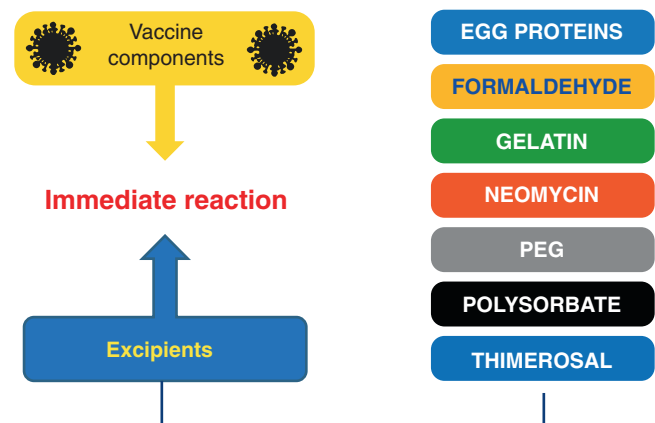 Vaccine
components
Immediate reaction
Excipients
EGG PROTEINS
FORMALDEHYDE
GELATIN
NEOMYCIN
PEG
POLYSORBATE
THIMEROSAL